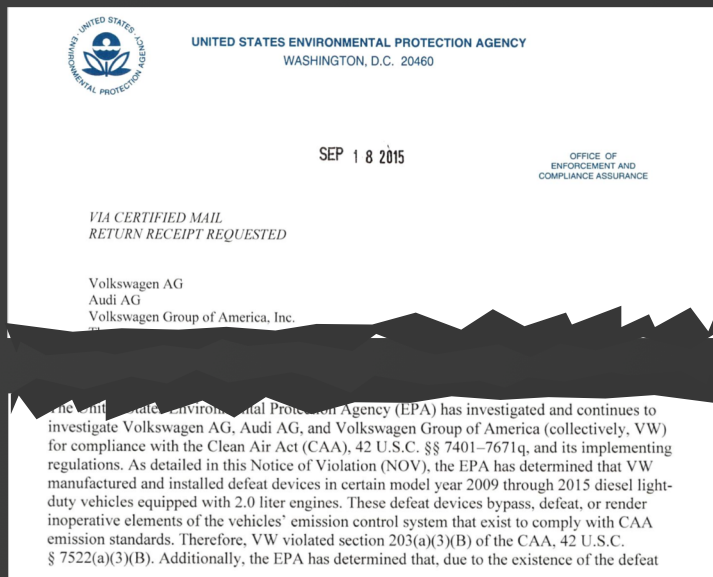 UNITED STATES
ENVIRONMENTAL PROTECTION AGENCY
UNITED STATES ENVIRONMENTAL PROTECTION AGENCY
WASHINGTON, D.C. 20460
SEP 18 2015
OFFICE OF
ENFORCEMENT AND
COMPLIANCE ASSURANCE
VIA CERTIFIED MAIL
RETURN RECEIPT REQUESTED
Volkswagen AG
Audi AG
Volkswagen Group of America, Inc.
The United States Environmental Protection Agency (EPA) has investigated and continues to
investigate Volkswagen AG, Audi AG, and Volkswagen Group of America (collectively, VW)
for compliance with the Clean Air Act (CAA), 42 U.S.C. §§ 7401–7671q, and its implementing
regulations. As detailed in this Notice of Violation (NOV), the EPA has determined that VW
manufactured and installed defeat devices in certain model year 2009 through 2015 diesel light-
duty vehicles equipped with 2.0 liter engines. These defeat devices bypass, defeat, or render
inoperative elements of the vehicles’ emission control system that exist to comply with CAA
emission standards. Therefore, VW violated section 203(a)(3)(B) of the CAA, 42 U.S.C.
§ 7522(a)(3)(B). Additionally, the EPA has determined that, due to the existence of the defeat